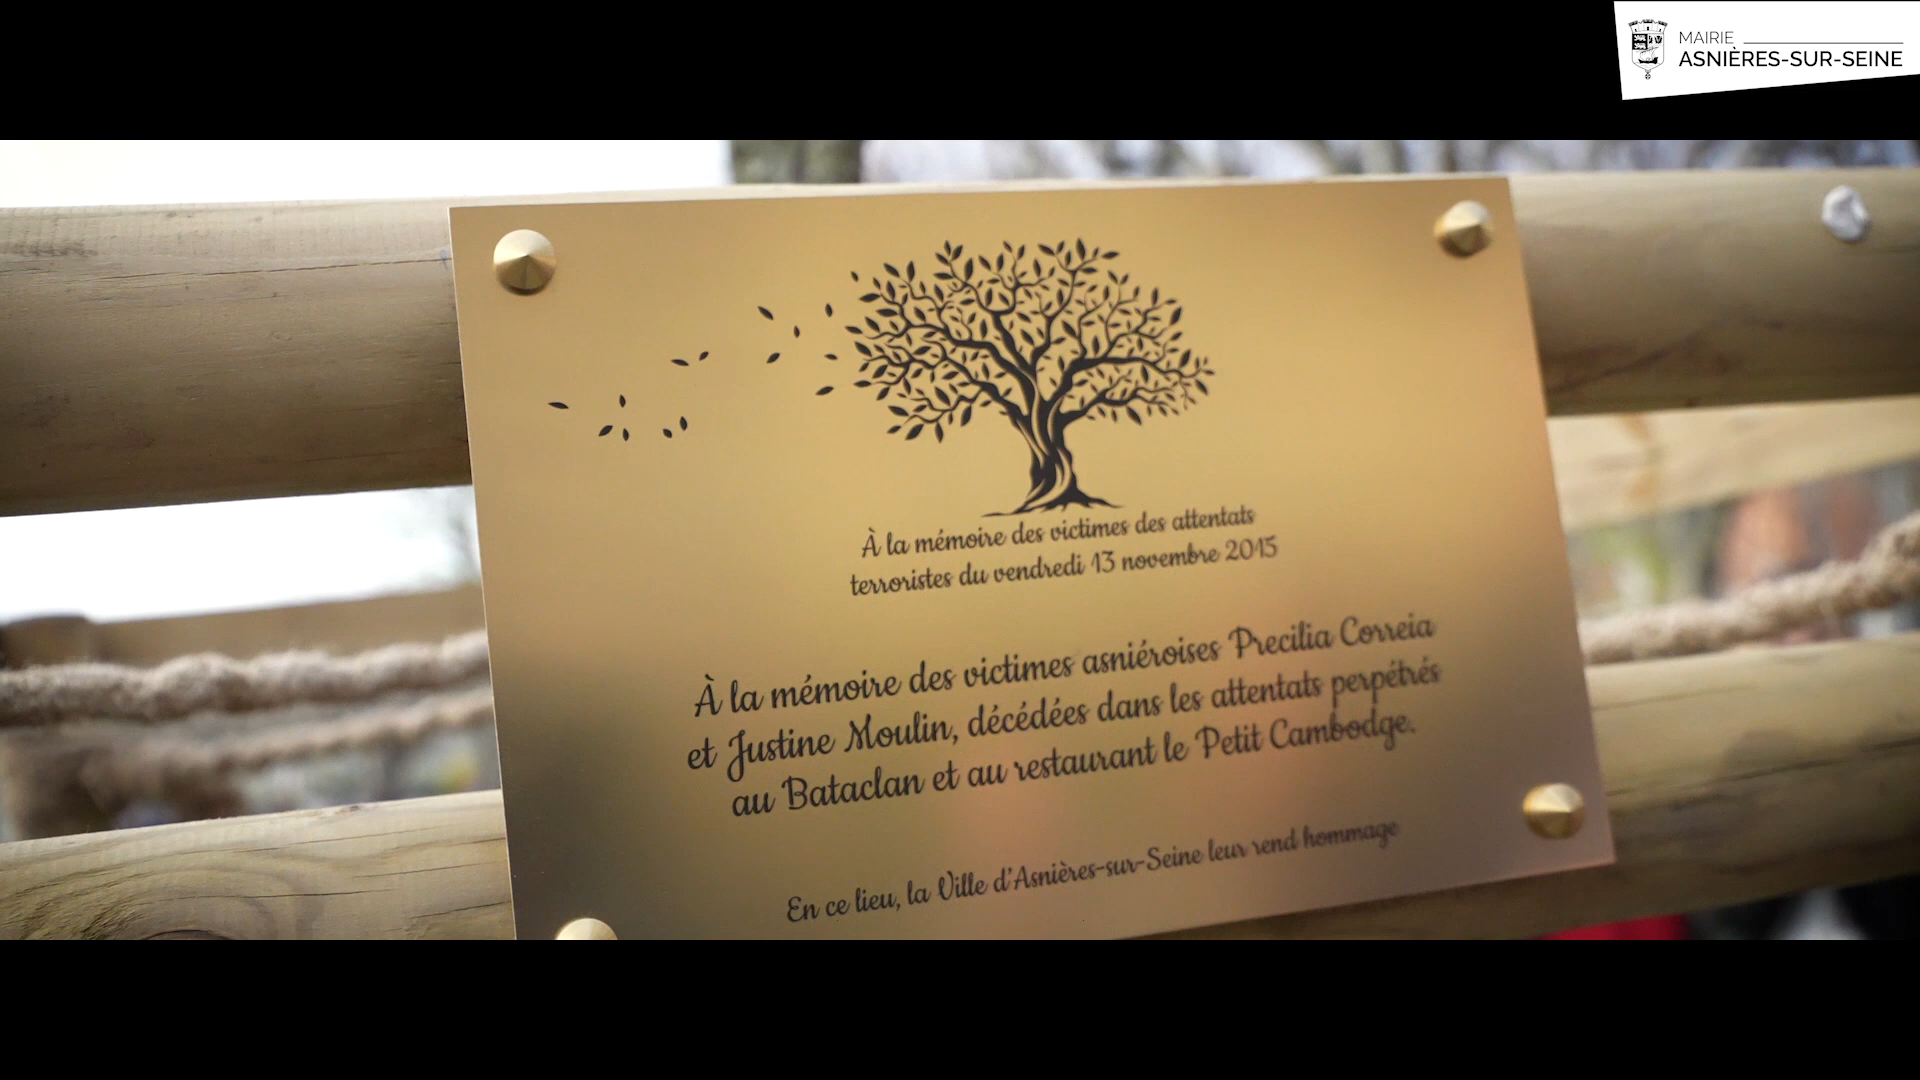 MAIRIE
ASNIÈRES-SUR-SEINE
À la mémoire des victimes des attentats
terroristes du vendredi 13 novembre 2015
À la mémoire des victimes asniéroises Precilia Correia
et Justine Moulin, décédées dans les attentats perpétrés
au Bataclan et au restaurant le Petit Cambodge.
En ce lieu, la Ville d'Asnières-sur-Seine leur rend hommage